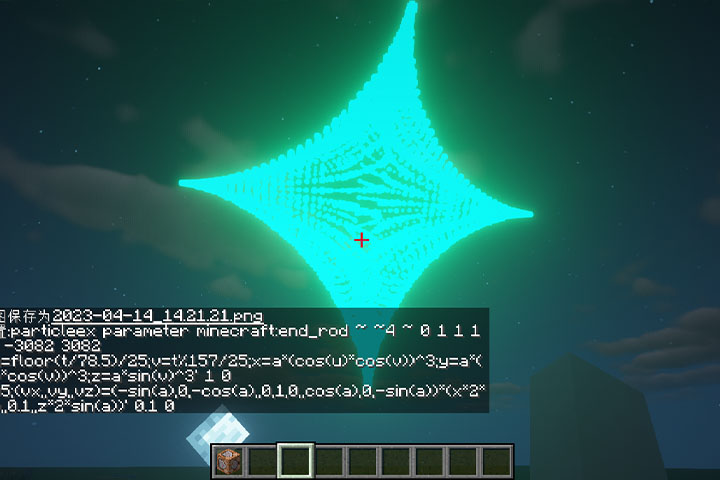 图保存为2023-04-14_14.21.21.png
:particleex parameter minecraft:end_rod ~ ~4 ~ 0 1 1 1
-3082 3082
=floor(t/78.5)/25;v=t%157/25;x=a*(cos(u)*cos(v))^3;y=a*(
*cos(v))^3;z=a*sin(v)^3' 1 0
5;(vx,,vy,,vz)=(-sin(a),0,-cos(a),,0,1,0,,cos(a),0,-sin(a))*(x*2*
,,0.1,,z*2*sin(a))' 0.1 0